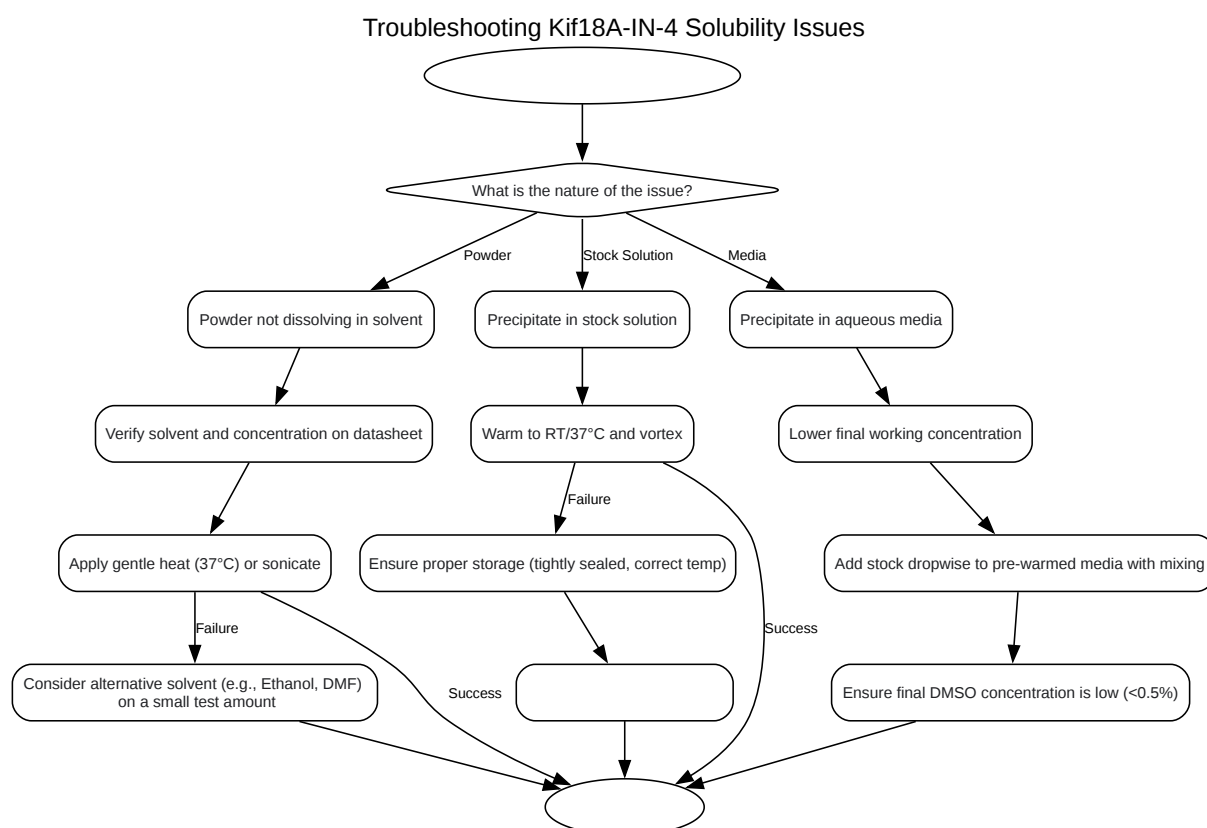 Troubleshooting Kif18A-IN-4 Solubility Issues
What is the nature of the issue?
Powder
Stock Solution
Media
Powder not dissolving in solvent
Precipitate in stock solution
Precipitate in aqueous media
Verify solvent and concentration on datasheet
Warm to RT/37°C and vortex
Lower final working concentration
Failure
Apply gentle heat (37°C) or sonicate
Ensure proper storage (tightly sealed, correct temp)
Add stock dropwise to pre-warmed media with mixing
Failure
Success
Consider alternative solvent (e.g., Ethanol, DMF)
on a small test amount
Success
Ensure final DMSO concentration is low (<0.5%)